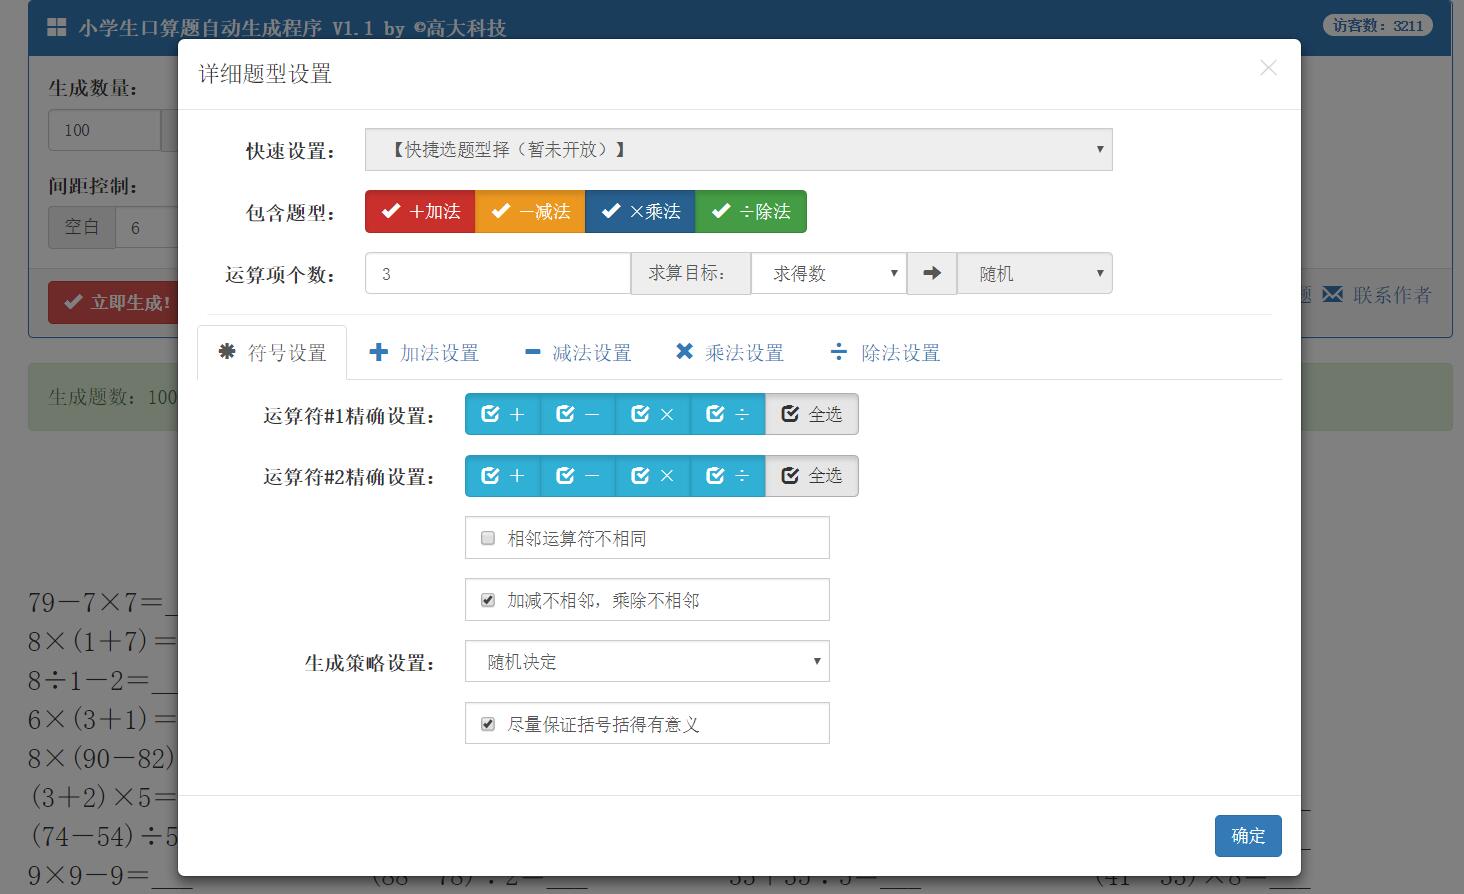 小学生口算题自动生成程序 V1.1 by ©高大科技
访客数：3211
生成数量：
100
间距控制：
空白 6
立即生成！
题 联系作者
生成题数：100
详细题型设置
×
快速设置： 【快捷选题型择（暂未开放）】
包含题型： +加法 －减法 ×乘法 ÷除法
运算项个数： 3 求算目标： 求得数 随机
符号设置 加法设置 减法设置 乘法设置 除法设置
运算符#1精确设置： ＋ － × ÷ 全选
运算符#2精确设置： ＋ － × ÷ 全选
相邻运算符不相同
加减不相邻，乘除不相邻
生成策略设置： 随机决定
尽量保证括号括得有意义
确定
79－7×7＝_
8×(1＋7)＝
8÷1－2＝__
6×(3＋1)＝
8×(90－82)
(3＋2)×5＝
(74－54)÷5
9×9－9＝___